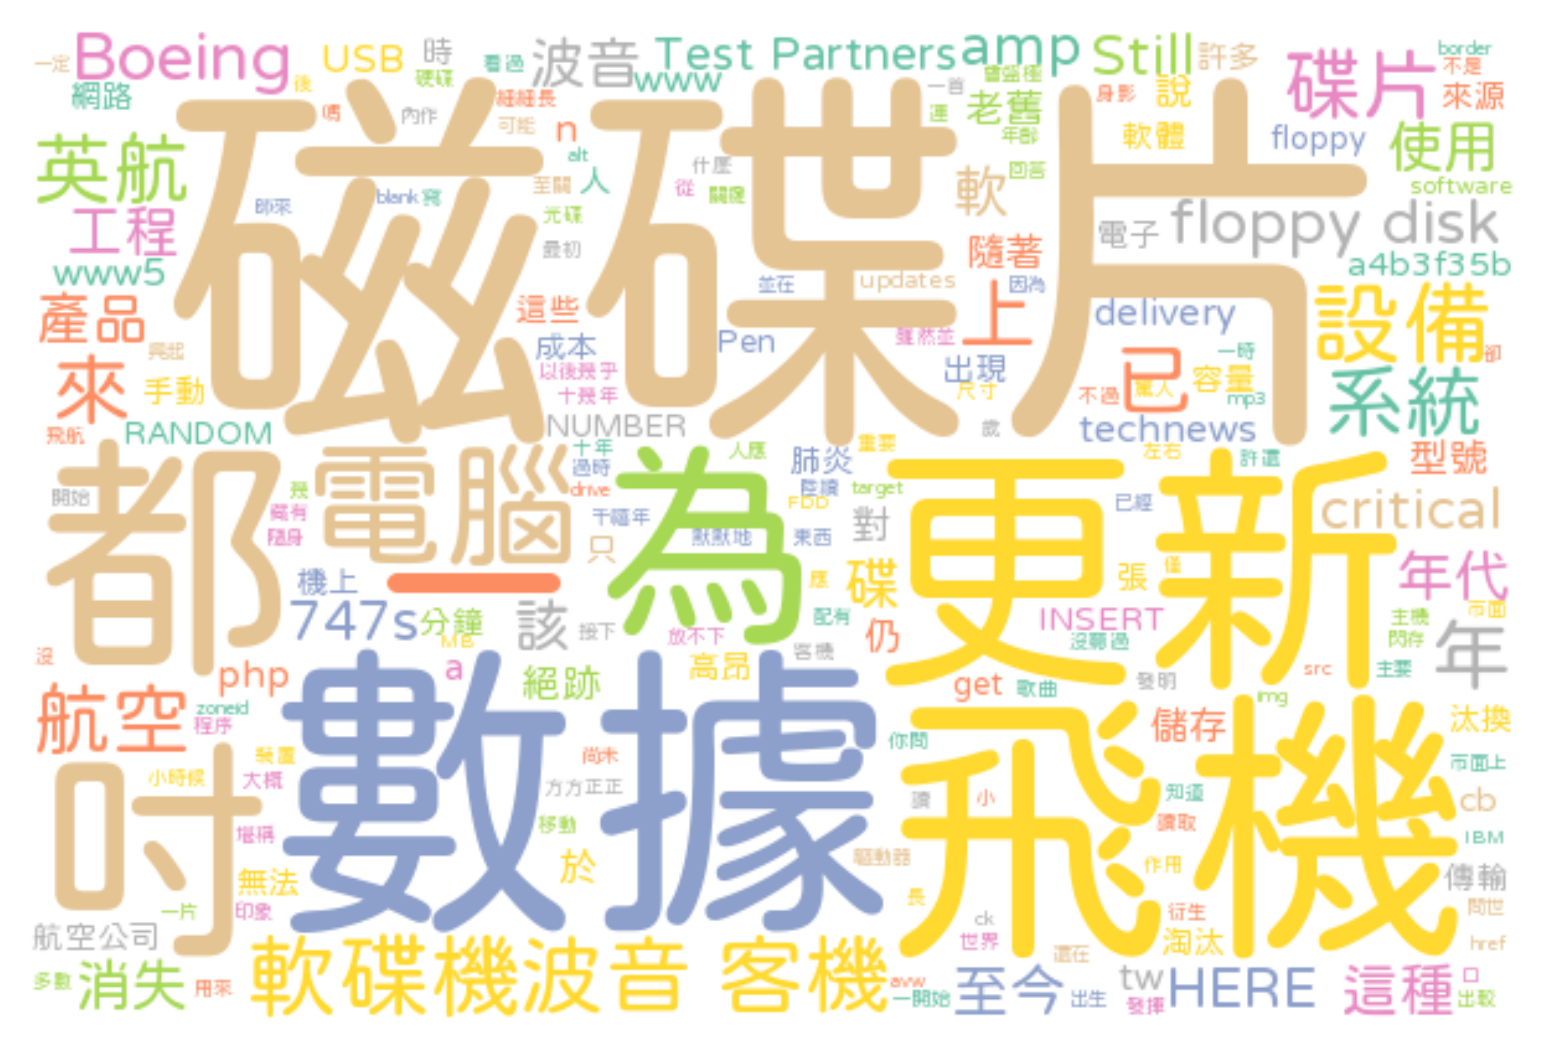 一定 Boeing USB 時 看過 波音 Test Partners amp Still 許多 border
硬碟 後 www 一首 碟片 不是
網路 細細長 老舊 身影 說 來源
嗎 內作 可能 n 連 年部 軟體 floppy 使用
英航 磁碟片 alt 什麼 回答
至關 人 從 關鍵 軟 software
blank 寫 工程 師來 光碟 電子 floppy disk
最初 隨著
www5 並在 updates 因為 a4b3f35b
產品 這些 上 delivery 設備
成本 Pen 雖然並 一時 卻
興起 以後幾乎 出現 已 容量
來 手動 十幾年 尺寸 不過 驚人 mp3 系統
飛航 RANDOM NUMBER 歲 technews
十年 人應 重要 左右 許還 型號
過時 肺炎
開始 都 電腦 幾 drive 陸續 target 更新
獨有 為 FDD 已經 critical
隨身 千禧年 默默地 東西 對
只 碟 張 僅 年代
機上 一 應
747s 分鐘 該 接下 配有 仍 INSERT 主機 市面
MB 放不下 沒聽過 閃存 年
沒 客機
php a 絕跡 高昂 get 歌曲 發明 src 主要
航空 zoneid img
程序 數據 飛機 儲存 汰換
裝置 尚未 你問
小時候 大概 方方正正 市面上
吋 讀 小 知道 cb
堪稱 移動 讀取 IBM
於 驅動器 作用
無法 傳輸
一片 印象 長 衍生 問世
ck
航空公司 世界 淘汰 href
還在
多數 消失 用來 軟碟機 波音 客機 avw 一開始 至今 出生 tw 發揮 HERE 這種 口 出較